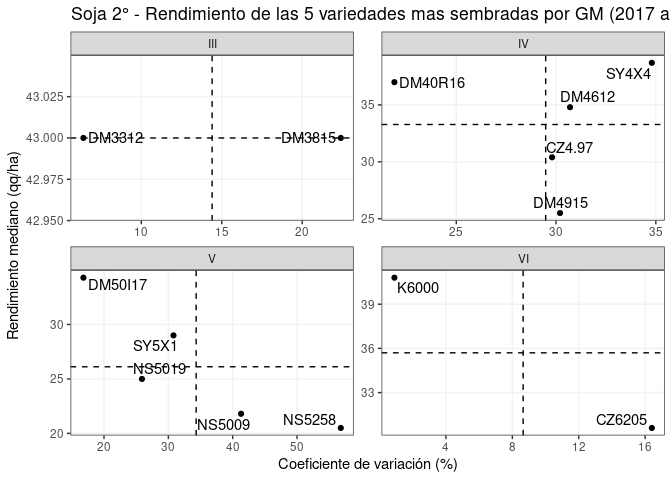 Soja 2° - Rendimiento de las 5 variedades mas sembradas por GM (2017 a
III
IV
43.025
43.000
42.975
42.950
DM3312
DM3815
10
15
20
35
30
25
DM40R16
SY4X4
DM4612
CZ4.97
DM4915
25
30
35
V
VI
30
25
20
DM50I17
SY5X1
NS5019
NS5009
NS5258
20
30
40
50
39
36
33
K6000
CZ6205
4
8
12
16
Rendimiento mediano (qq/ha)
Coeficiente de variación (%)